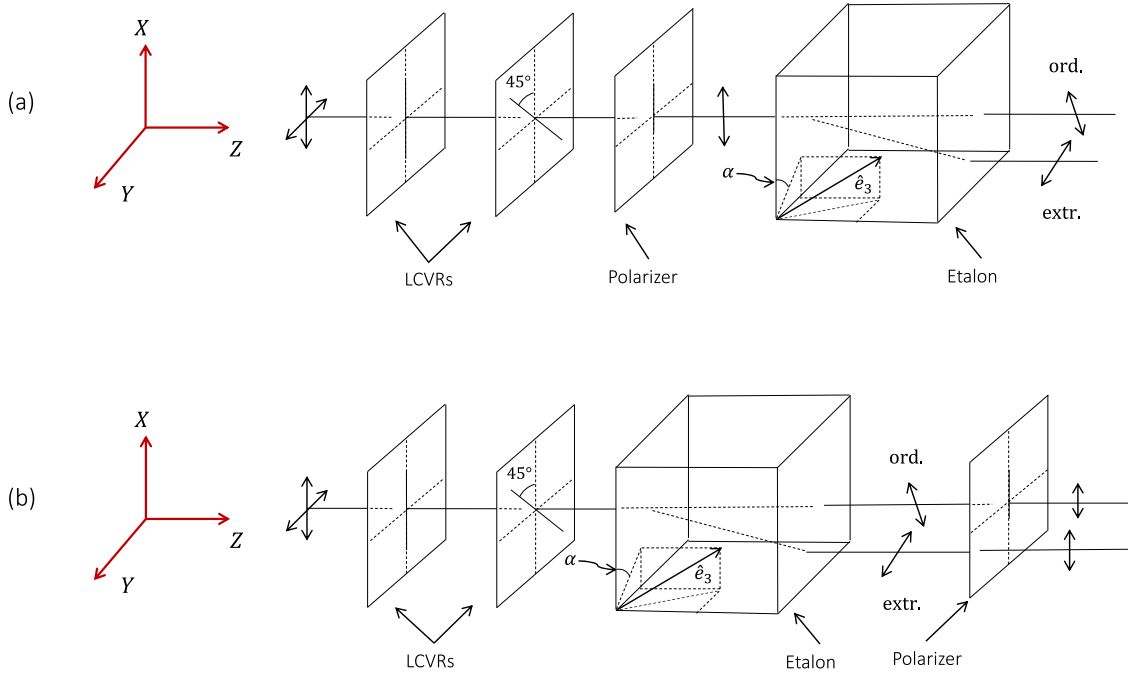 X
(a)
Z
Y
45°
ord.
α
ê₃
extr.
LCVRs
Polarizer
Etalon
X
(b)
Z
Y
45°
ord.
α
ê₃
extr.
LCVRs
Etalon
Polarizer